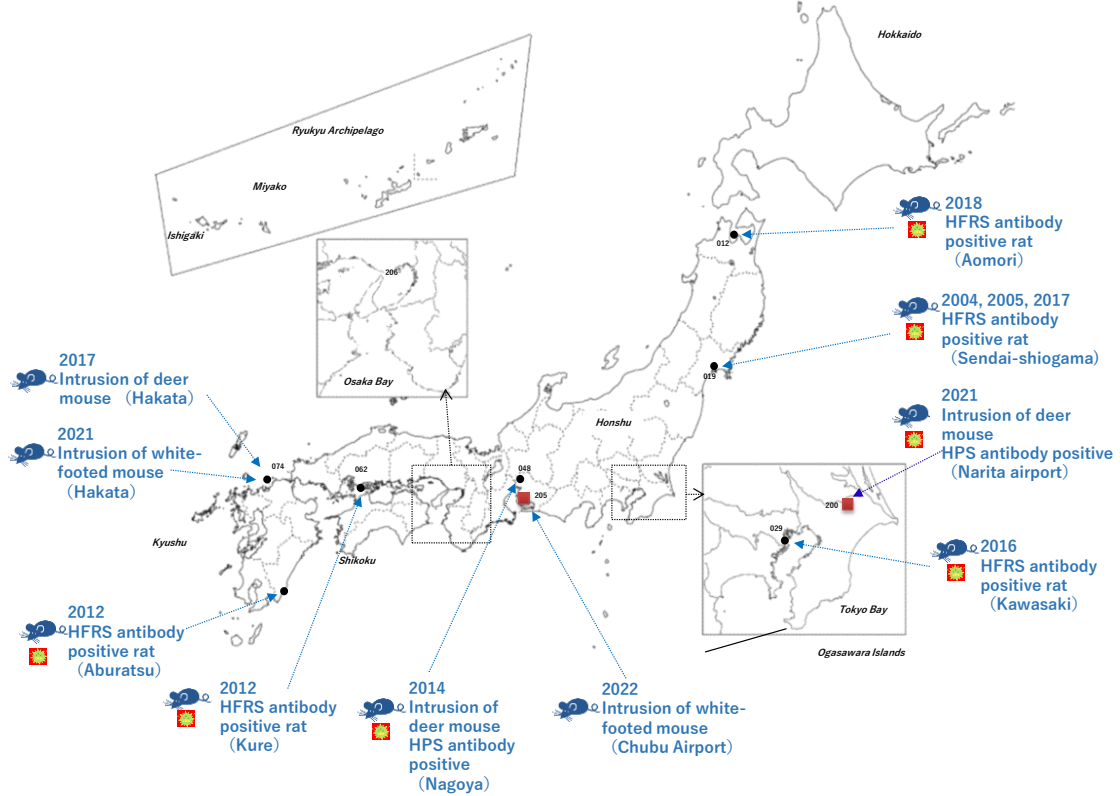 Hokkaido
Ryukyu Archipelago
Miyako
Ishigaki
2018
HFRS antibody
positive rat
（Aomori）
012
206
Osaka Bay
2004, 2005, 2017
HFRS antibody
positive rat
（Sendai-shiogama）
019
2017
Intrusion of deer
mouse （Hakata）
2021
Intrusion of white-
footed mouse
（Hakata）
074
062
048
205
Honshu
2021
Intrusion of deer
mouse
HPS antibody positive
（Narita airport）
200
029
Kyushu
Shikoku
2016
HFRS antibody
positive rat
（Kawasaki）
Tokyo Bay
Ogasawara Islands
2012
HFRS antibody
positive rat
（Aburatsu）
2012
HFRS antibody
positive rat
（Kure）
2014
Intrusion of
deer mouse
HPS antibody
positive
（Nagoya）
2022
Intrusion of white-
footed mouse
（Chubu Airport）